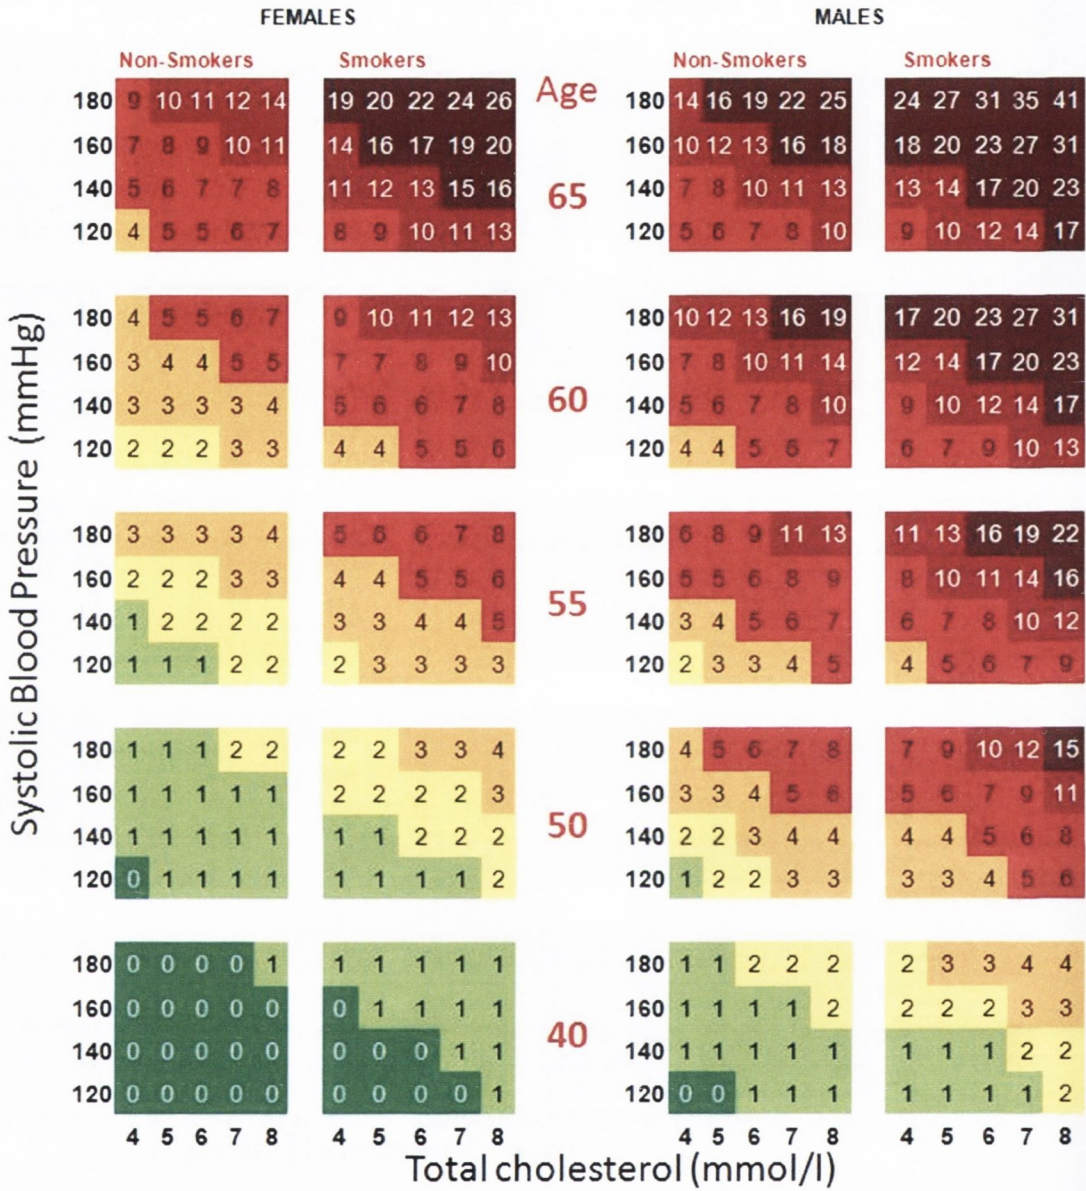 FEMALES MALES
Non-Smokers Smokers Age Non-Smokers Smokers
180 9 10 11 12 14 19 20 22 24 26 14 16 19 22 25 24 27 31 35 41
160 7 8 9 10 11 14 16 17 19 20 10 12 13 16 18 18 20 23 27 31
65
140 5 6 7 7 8 11 12 13 15 16 7 8 10 11 13 13 14 17 20 23
120 4 5 5 6 7 8 9 10 11 13 5 6 7 8 10 9 10 12 14 17
180 4 5 5 6 7 9 10 11 12 13 10 12 13 16 19 17 20 23 27 31
160 3 4 4 5 5 7 7 8 9 10 7 8 10 11 14 12 14 17 20 23
60
140 3 3 3 3 4 5 6 6 7 8 5 6 7 8 10 9 10 12 14 17
120 2 2 2 3 3 4 4 5 5 6 4 4 5 6 7 6 7 9 10 13
Systolic Blood Pressure (mmHg)
180 3 3 3 3 4 5 6 6 7 8 6 8 9 11 13 11 13 16 19 22
160 2 2 2 3 3 4 4 5 5 6 5 5 6 8 9 8 10 11 14 16
55
140 1 2 2 2 2 3 3 4 4 5 3 4 5 6 7 6 7 8 10 12
120 1 1 1 2 2 2 3 3 3 3 2 3 3 4 5 4 5 6 7 9
180 1 1 1 2 2 2 2 3 3 4 4 5 6 7 8 7 9 10 12 15
160 1 1 1 1 1 2 2 2 2 3 3 3 4 5 6 5 6 7 9 11
50
140 1 1 1 1 1 1 1 2 2 2 2 2 3 4 4 4 4 5 6 8
120 0 1 1 1 1 1 1 1 1 2 1 2 2 3 3 3 3 4 5 6
180 0 0 0 0 1 1 1 1 1 1 1 1 2 2 2 2 3 3 4 4
160 0 0 0 0 0 0 1 1 1 1 1 1 1 1 2 2 2 2 3 3
40
140 0 0 0 0 0 0 0 0 1 1 1 1 1 1 1 1 1 1 2 2
120 0 0 0 0 0 0 0 0 0 1 0 0 1 1 1 1 1 1 1 2
4 5 6 7 8 4 5 6 7 8 4 5 6 7 8 4 5 6 7 8
Total cholesterol (mmol/l)